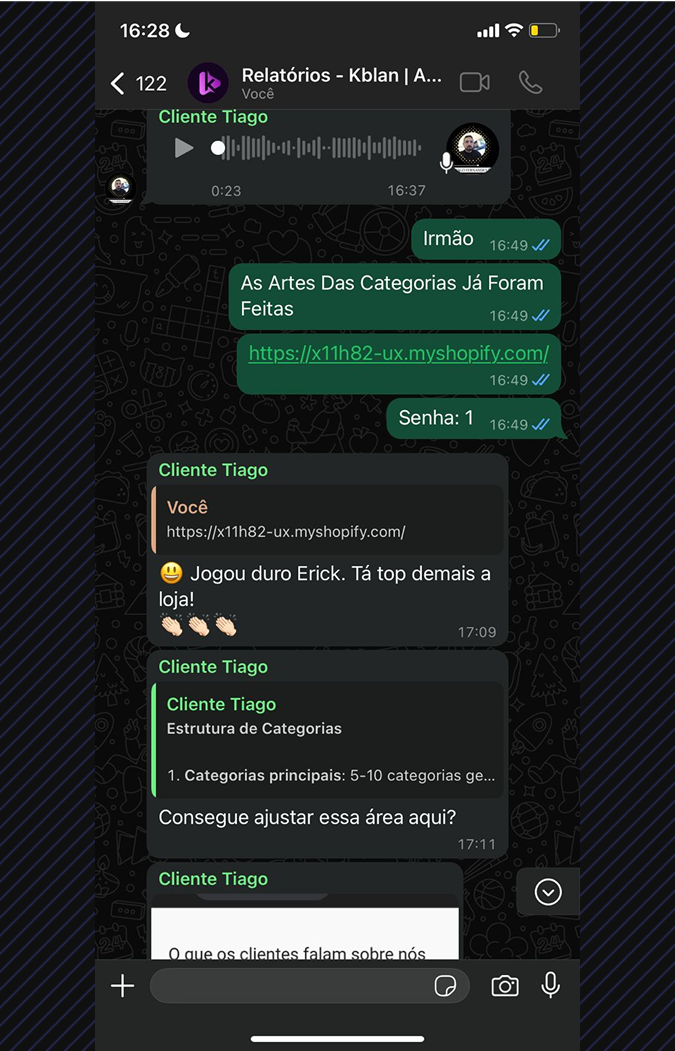 16:28
122
Relatórios - Kblan | A...
Você
Cliente Tiago
0:23
16:37
Irmão
16:49
As Artes Das Categorias Já Foram
Feitas
16:49
https://x11h82-ux.myshopify.com/
16:49
Senha: 1
16:49
Cliente Tiago
Você
https://x11h82-ux.myshopify.com/
😃 Jogou duro Erick. Tá top demais a
loja!
👏🏻👏🏻👏🏻
17:09
Cliente Tiago
Cliente Tiago
Estrutura de Categorias
1. Categorias principais: 5-10 categorias ge...
Consegue ajustar essa área aqui?
17:11
Cliente Tiago
O que os clientes falam sobre nós